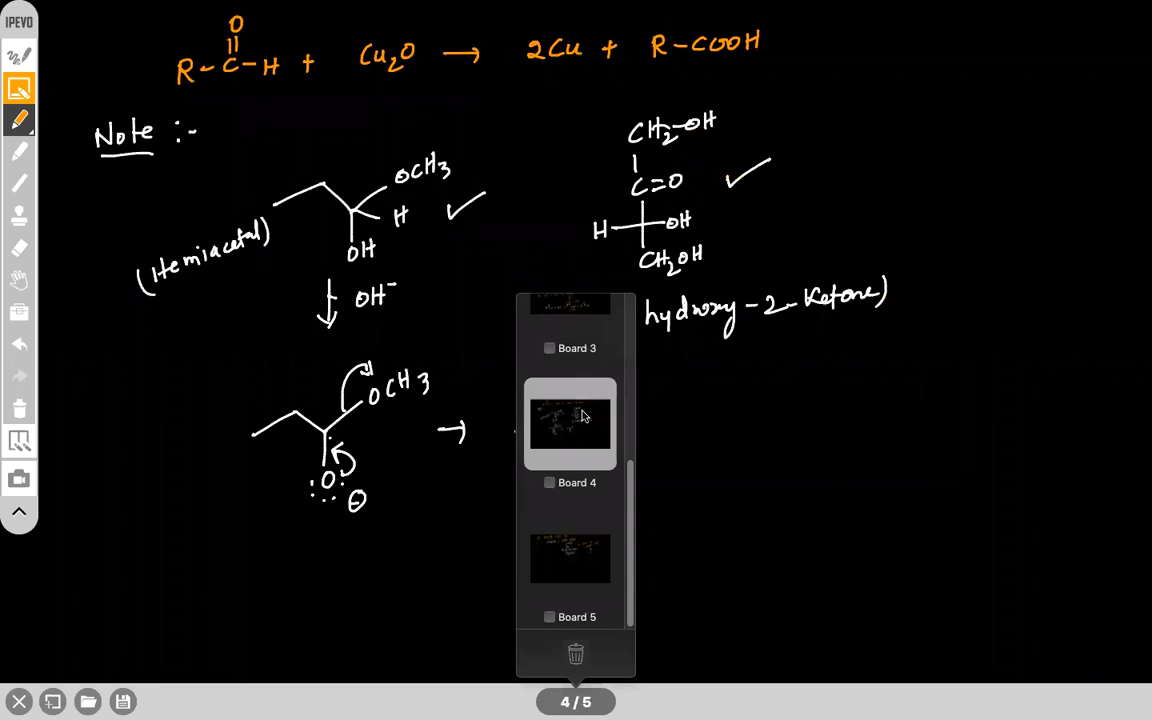 IPEVO
O
||
R-C-H + Cu₂O → 2Cu + R-COOH
Note :-
CH₂-OH
C=O
H OH
CH₂OH
OCH₃
H
OH
(Hemiacetal)
OH⁻
hydroxy-2-Ketone)
OCH₃
→
:O: ⊖
Board 3
Board 4
Board 5
4 / 5